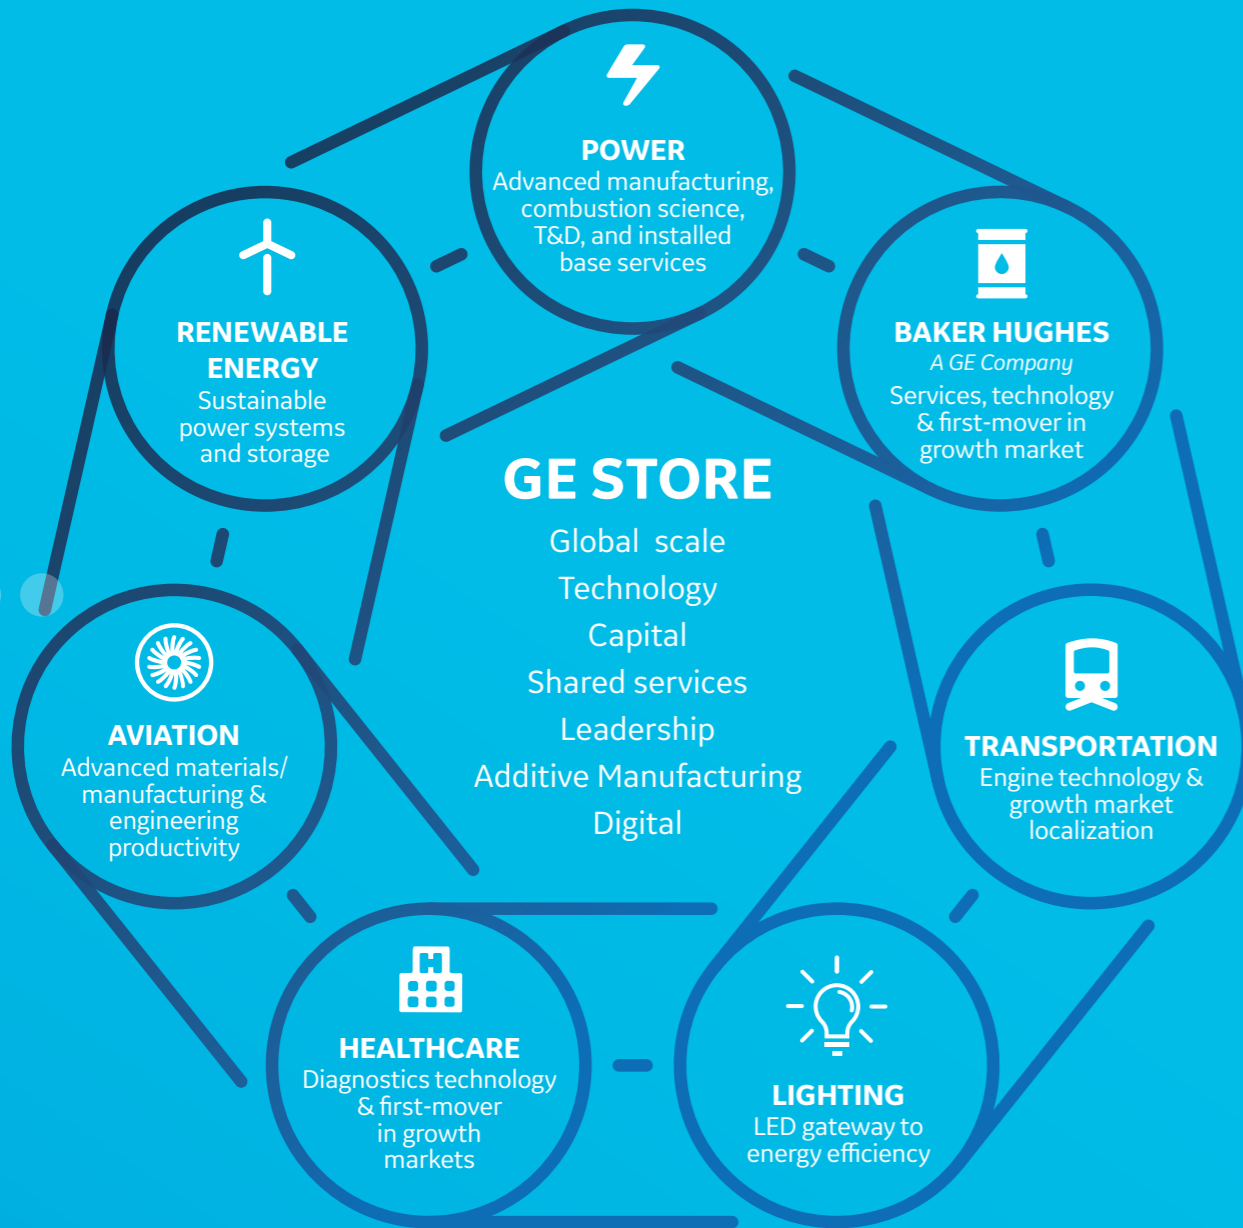 POWER
Advanced manufacturing,
combustion science,
T&D, and installed
base services
RENEWABLE
ENERGY
Sustainable
power systems
and storage
BAKER HUGHES
A GE Company
Services, technology
& first-mover in
growth market
GE STORE
Global scale
Technology
Capital
Shared services
Leadership
Additive Manufacturing
Digital
AVIATION
Advanced materials/
manufacturing &
engineering
productivity
TRANSPORTATION
Engine technology &
growth market
localization
H
HEALTHCARE
Diagnostics technology
& first-mover
in growth
markets
LIGHTING
LED gateway to
energy efficiency